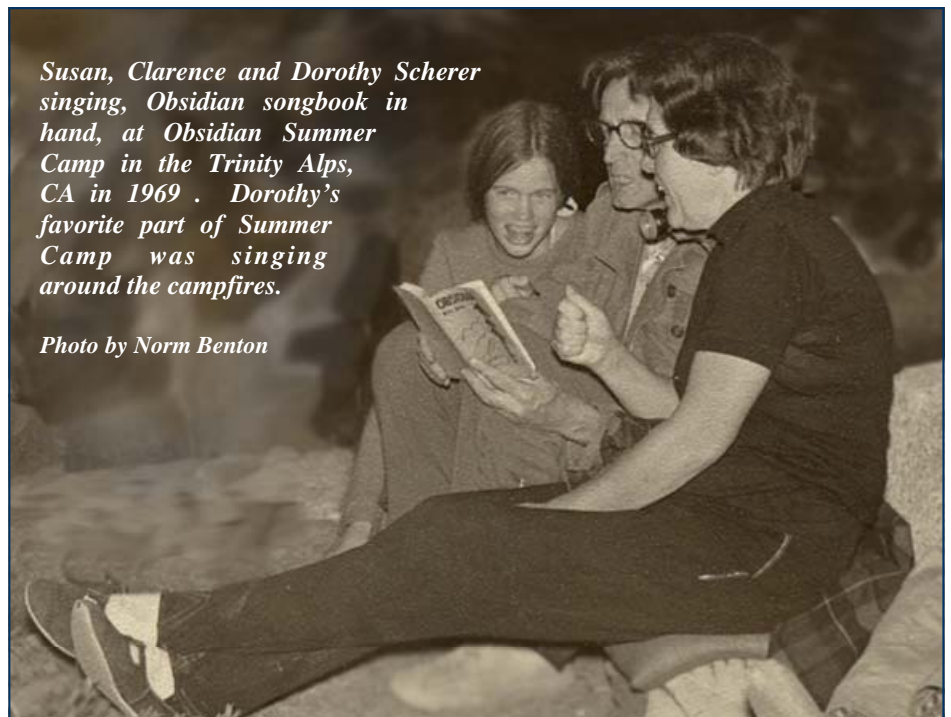 Susan, Clarence and Dorothy Scherer
singing, Obsidian songbook in
hand, at Obsidian Summer
Camp in the Trinity Alps,
CA in 1969 .  Dorothy’s
favorite part of Summer
Camp was singing
around the campfires.
Photo by Norm Benton
OBSIDIAN